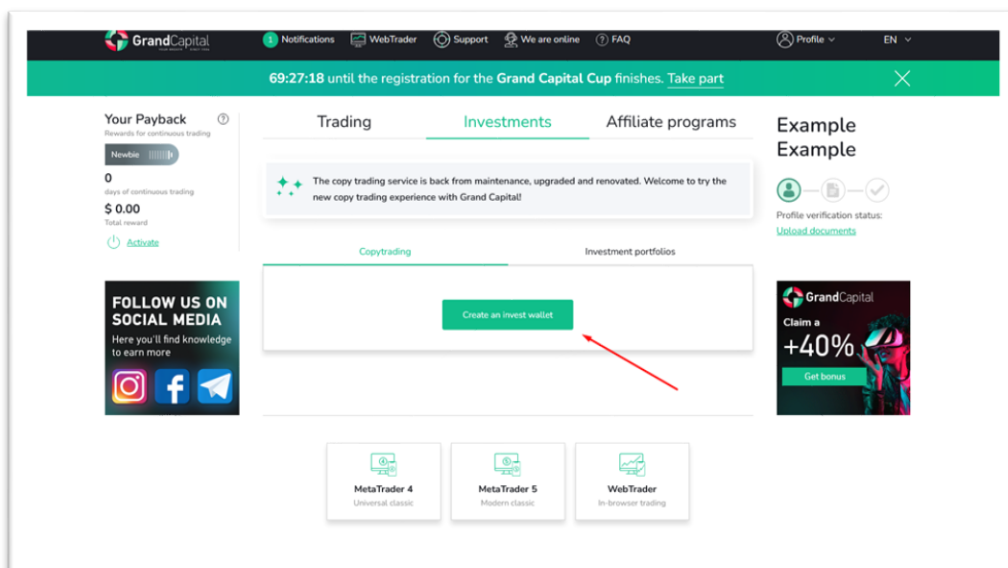 GrandCapital
1 Notifications
WebTrader
Support
We are online
? FAQ
Profile
EN
69:27:18 until the registration for the Grand Capital Cup finishes. Take part
Your Payback ?
Rewards for continuous trading
Newbie
0
days of continuous trading
$ 0.00
Total reward
Activate
FOLLOW US ON
SOCIAL MEDIA
Here you'll find knowledge
to earn more
Trading
Investments
Affiliate programs
The copy trading service is back from maintenance, upgraded and renovated. Welcome to try the
new copy trading experience with Grand Capital!
Copytrading
Investment portfolios
Create an invest wallet
4
MetaTrader 4
Universal classic
5
MetaTrader 5
Modern classic
WebTrader
In-browser trading
Example
Example
Profile verification status:
Upload documents
GrandCapital
Claim a
+40%
Get bonus